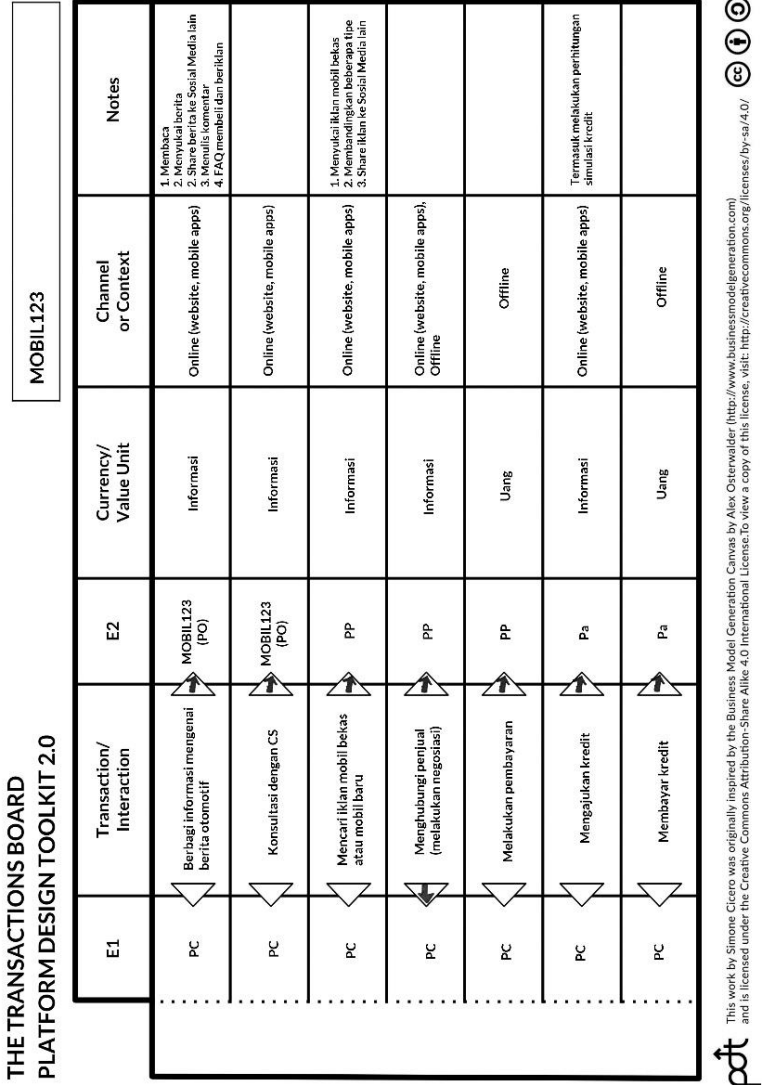 THE TRANSACTIONS BOARD
PLATFORM DESIGN TOOLKIT 2.0
MOBIL123
E1
Transaction/
Interaction
E2
Currency/
Value Unit
Channel
or Context
Notes
PC
Berbagi informasi mengenai
berita otomotif
MOBIL123
(PO)
Informasi
Online (website, mobile apps)
1. Membaca
2. Menyukai berita
2. Share berita ke Sosial Media lain
3. Menulis komentar
4. FAQ membeli dan beriklan
PC
Konsultasi dengan CS
MOBIL123
(PO)
Informasi
Online (website, mobile apps)
PC
Mencari iklan mobil bekas
atau mobil baru
PP
Informasi
Online (website, mobile apps)
1. Menyukai iklan mobil bekas
2. Membandingkan beberapa tipe
3. Share iklan ke Sosial Media lain
PC
Menghubungi penjual
(melakukan negosiasi)
PP
Informasi
Online (website, mobile apps),
Offline
PC
Melakukan pembayaran
PP
Uang
Offline
PC
Mengajukan kredit
Pa
Informasi
Online (website, mobile apps)
Termasuk melakukan perhitungan
simulasi kredit
PC
Membayar kredit
Pa
Uang
Offline
pdt
This work by Simone Cicero was originally inspired by the Business Model Generation Canvas by Alex Osterwalder (http://www.businessmodelgeneration.com)
and is licensed under the Creative Commons Attribution-Share Alike 4.0 International License.To view a copy of this license, visit: http://creativecommons.org/licenses/by-sa/4.0/
cc